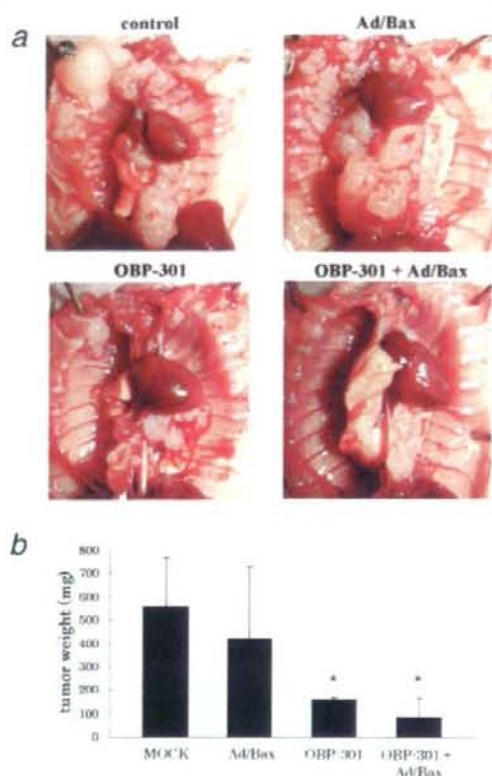 a
control
Ad/Bax
OBP-301
OBP-301 + Ad/Bax
b
tumor weight (mg)
800
700
600
500
400
300
200
100
0
*
*
MOCK
Ad/Bax
OBP-301
OBP-301 +
Ad/Bax